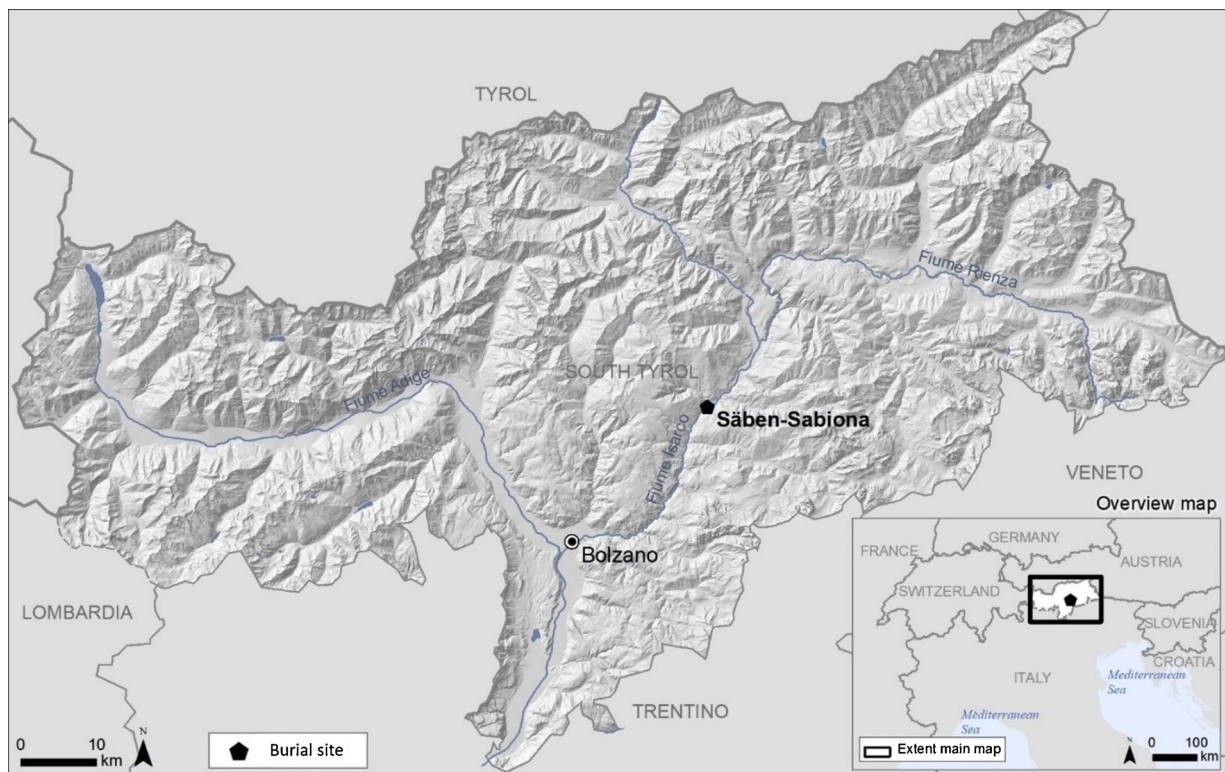 TYROL
Fiume Rienza
SOUTH TYROL
Fiume Adige
Säben-Sabiona
Fiume Isarco
VENETO
Overview map
Bolzano
GERMANY
FRANCE
AUSTRIA
SWITZERLAND
LOMBARDIA
SLOVENIA
CROATIA
ITALY
Mediterranean
Sea
TRENTINO
Mediterranean
Sea
N
0 10
km
Burial site
Extent main map
N
0 100
km